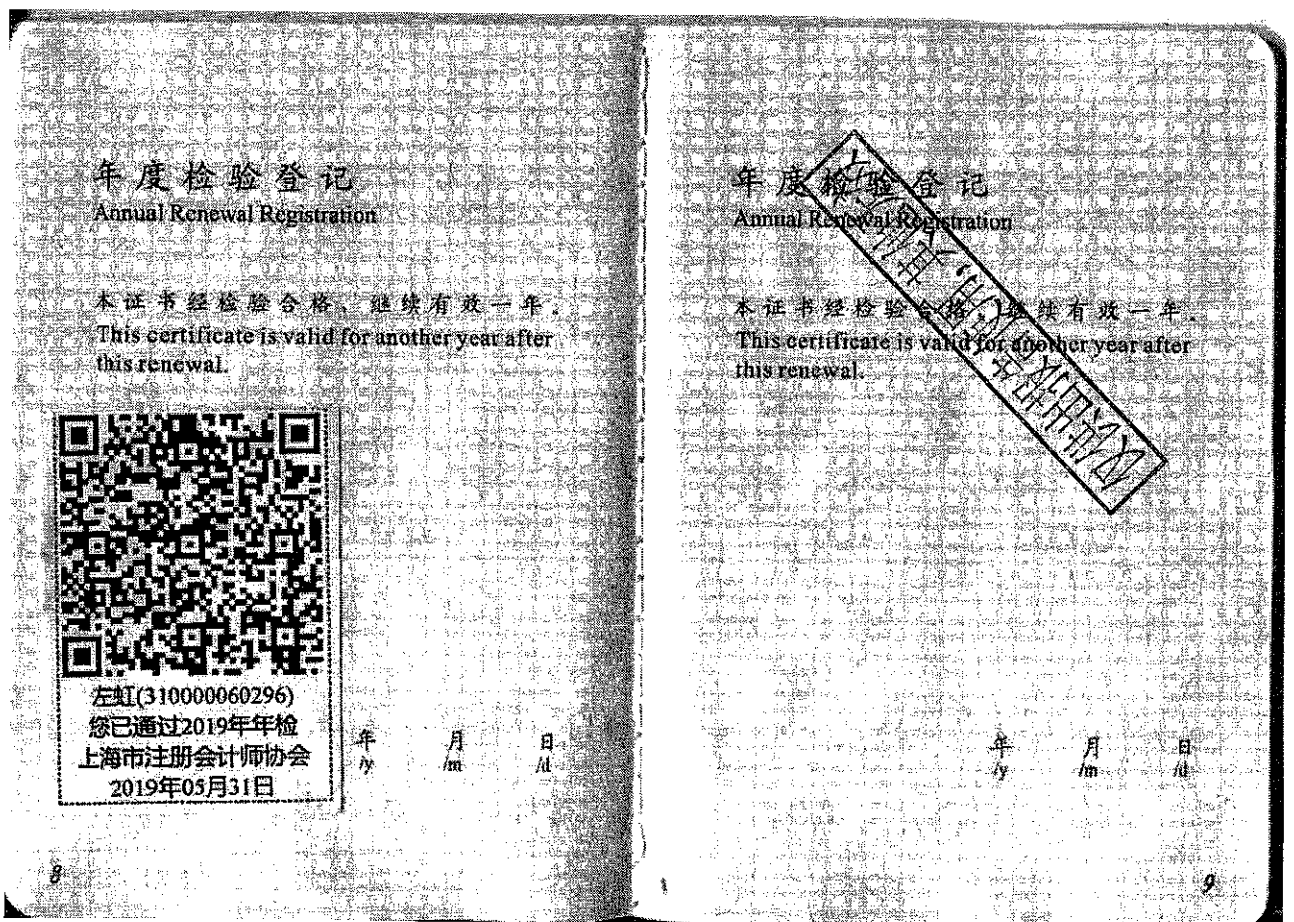 年度检验登记
Annual Renewal Registration
本证书经检验合格、继续有效一年。
This certificate is valid for another year after
this renewal.
左虹(310000060296)
您已通过2019年年检
上海市注册会计师协会
2019年05月31日
年 月 日
/y /m /d
8
年度检验登记
Annual Renewal Registration
本证书经检验合格、继续有效一年。
This certificate is valid for another year after
this renewal.
年 月 日
/y /m /d
9